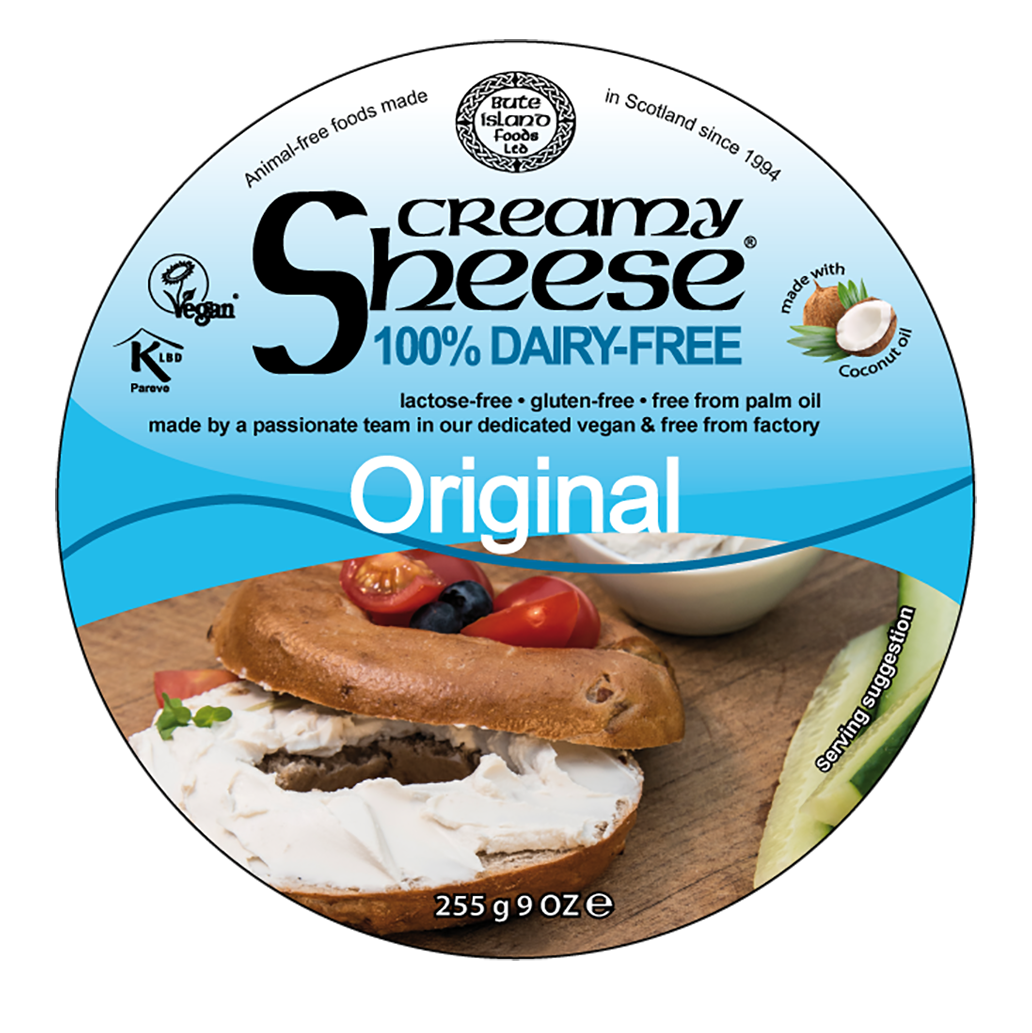 Animal-free foods made
Bute
Island
Foods
Ltd
in Scotland since 1994
CREAMY
Sheese®
100% DAIRY-FREE
Vegan
K LBD
Pareve
made with
Coconut oil
lactose-free • gluten-free • free from palm oil
made by a passionate team in our dedicated vegan & free from factory
Original
Serving suggestion
255 g 9 OZ ℮